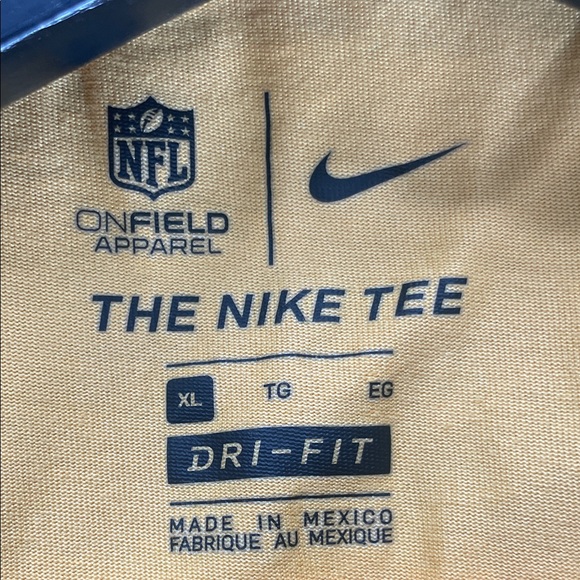 NFL
ONFIELD
APPAREL
THE NIKE TEE
XL TG EG
DRI-FIT
MADE IN MEXICO
FABRIQUE AU MEXIQUE